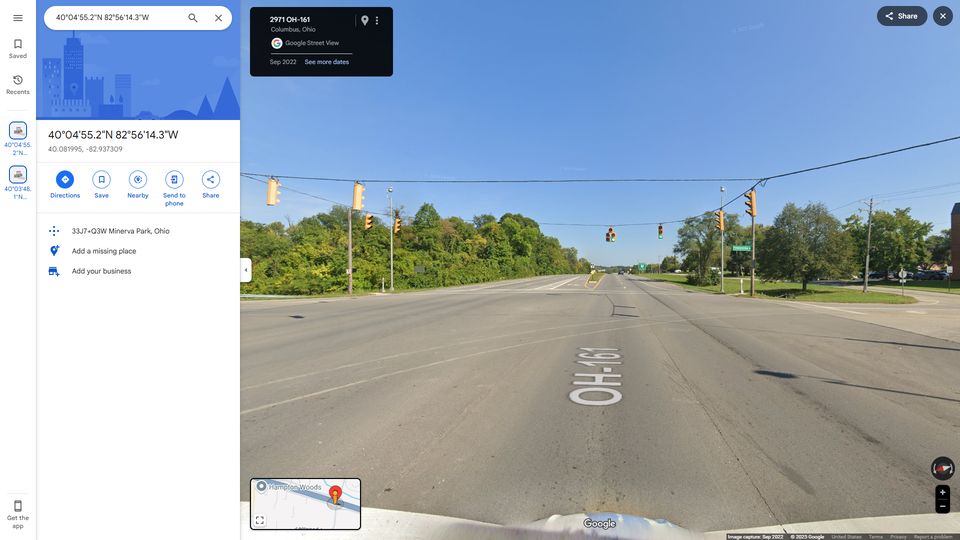 40°04'55.2"N 82°56'14.3"W
Saved
Recents
40°04'55.
2"N...
40°03'48.
1"N...
Get the
app
40°04'55.2"N 82°56'14.3"W
40.081995, -82.937309
Directions
Save
Nearby
Send to
phone
Share
33J7+Q3W Minerva Park, Ohio
Add a missing place
Add your business
2971 OH-161
Columbus, Ohio
Google Street View
Sep 2022 See more dates
Share
OH-161
Hampton Woods
Google
Image capture: Sep 2022 © 2023 Google United States Terms Privacy Report a problem